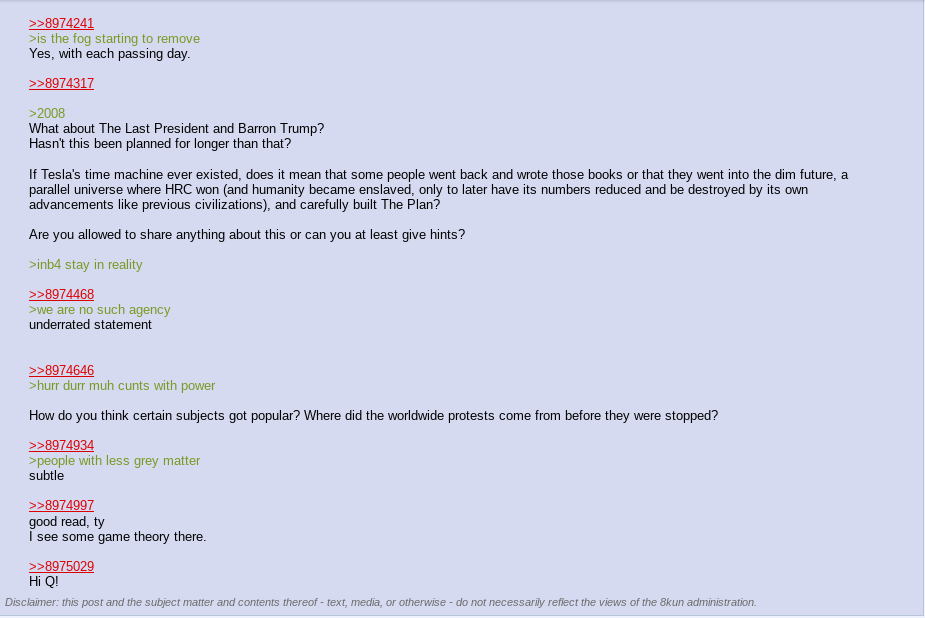 >>8974241
>is the fog starting to remove
Yes, with each passing day.
>>8974317
>2008
What about The Last President and Barron Trump?
Hasn't this been planned for longer than that?
If Tesla's time machine ever existed, does it mean that some people went back and wrote those books or that they went into the dim future, a
parallel universe where HRC won (and humanity became enslaved, only to later have its numbers reduced and be destroyed by its own
advancements like previous civilizations), and carefully built The Plan?
Are you allowed to share anything about this or can you at least give hints?
>inb4 stay in reality
>>8974468
>we are no such agency
underrated statement
>>8974646
>hurr durr muh cunts with power
How do you think certain subjects got popular? Where did the worldwide protests come from before they were stopped?
>>8974934
>people with less grey matter
subtle
>>8974997
good read, ty
I see some game theory there.
>>8975029
Hi Q!
Disclaimer: this post and the subject matter and contents thereof - text, media, or otherwise - do not necessarily reflect the views of the 8kun administration.